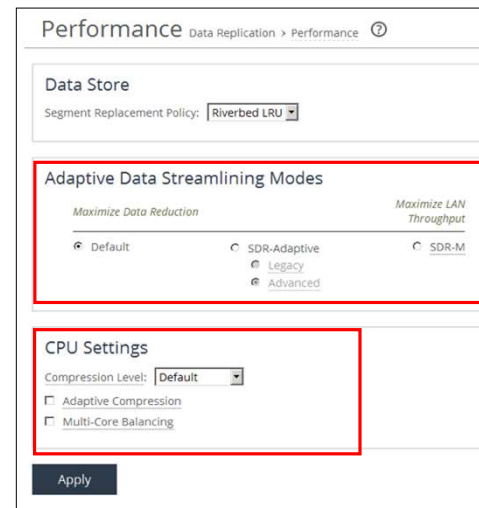 Performance Data Replication > Performance ?
Data Store
Segment Replacement Policy: Riverbed LRU
Adaptive Data Streamlining Modes
Maximize Data Reduction
Maximize LAN
Throughput
Default SDR-Adaptive SDR-M
Legacy
Advanced
CPU Settings
Compression Level: Default
Adaptive Compression
Multi-Core Balancing
Apply